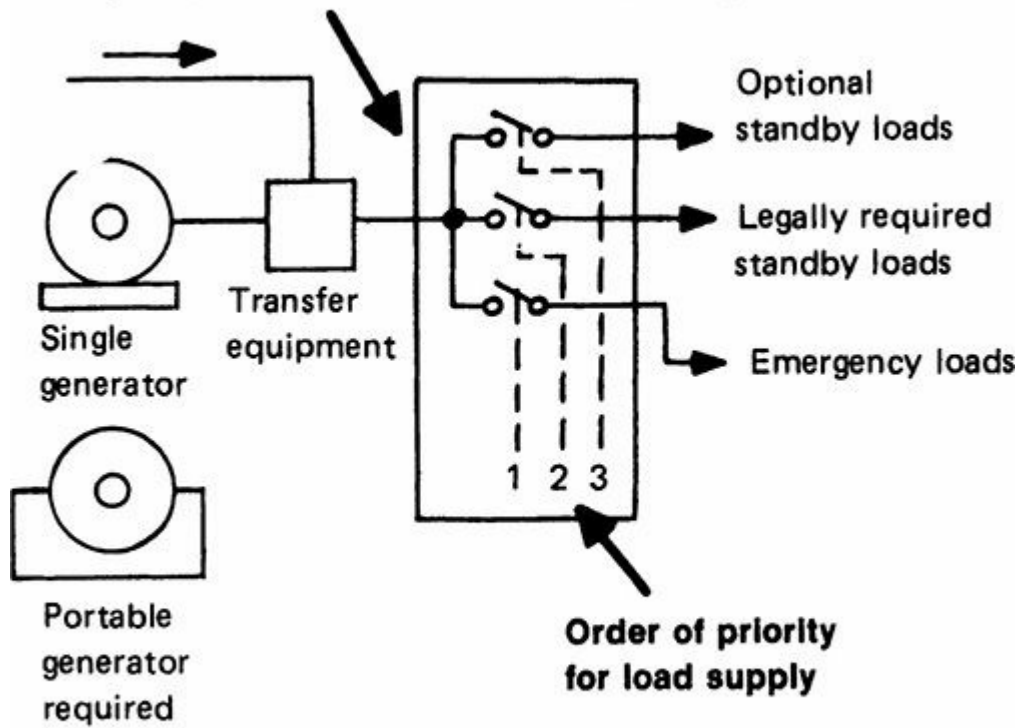 Optional
standby loads
Legally required
standby loads
Emergency loads
Single
generator
Transfer
equipment
1 2 3
Portable
generator
required
Order of priority
for load supply